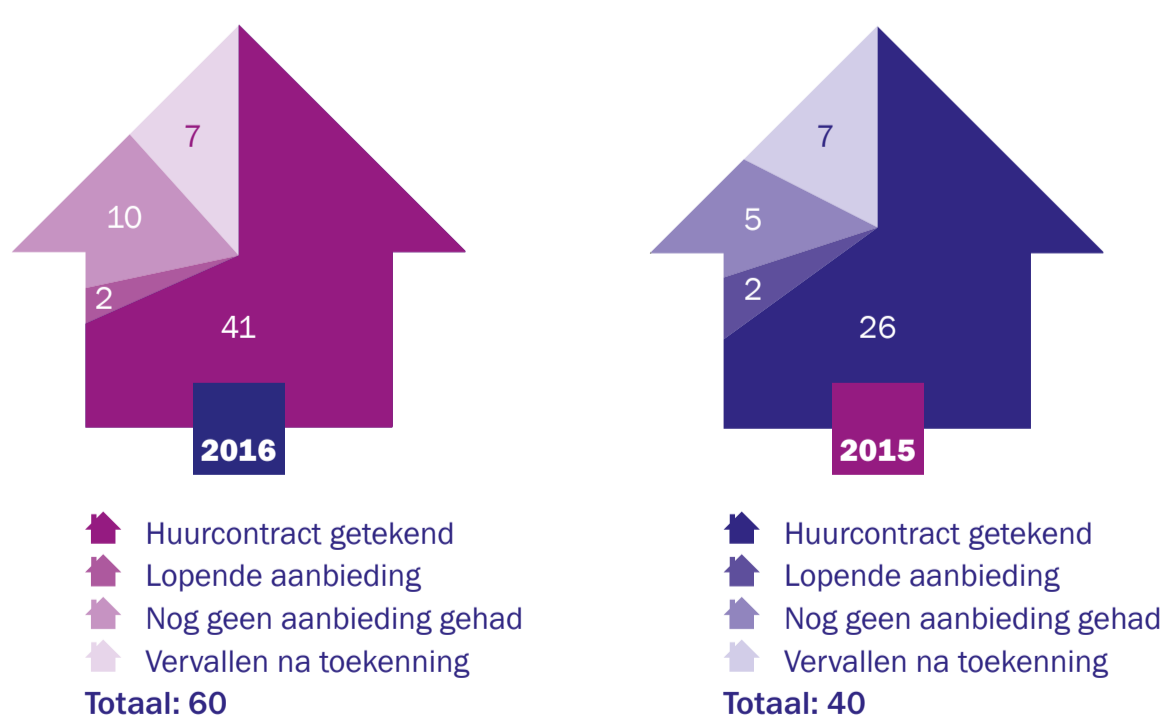 7
10
2
41
2016
Huurcontract getekend
Lopende aanbieding
Nog geen aanbieding gehad
Vervallen na toekenning
Totaal: 60
7
5
2
26
2015
Huurcontract getekend
Lopende aanbieding
Nog geen aanbieding gehad
Vervallen na toekenning
Totaal: 40